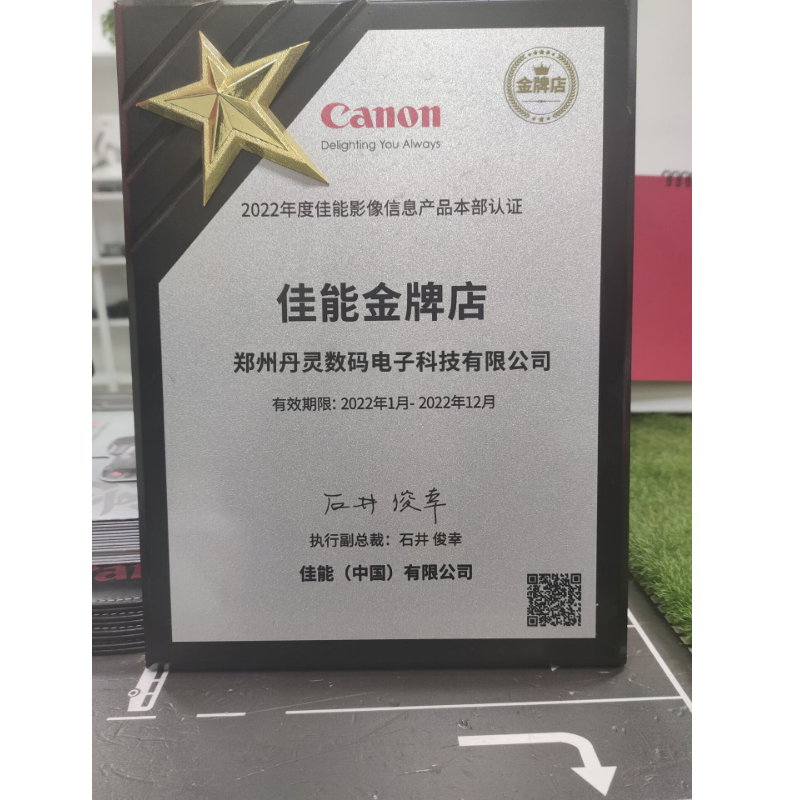 Canon
Delighting You Always
金牌店
2022年度佳能影像信息产品本部认证
佳能金牌店
郑州丹灵数码电子科技有限公司
有效期限: 2022年1月- 2022年12月
石井 俊幸
执行副总裁：石井 俊幸
佳能（中国）有限公司